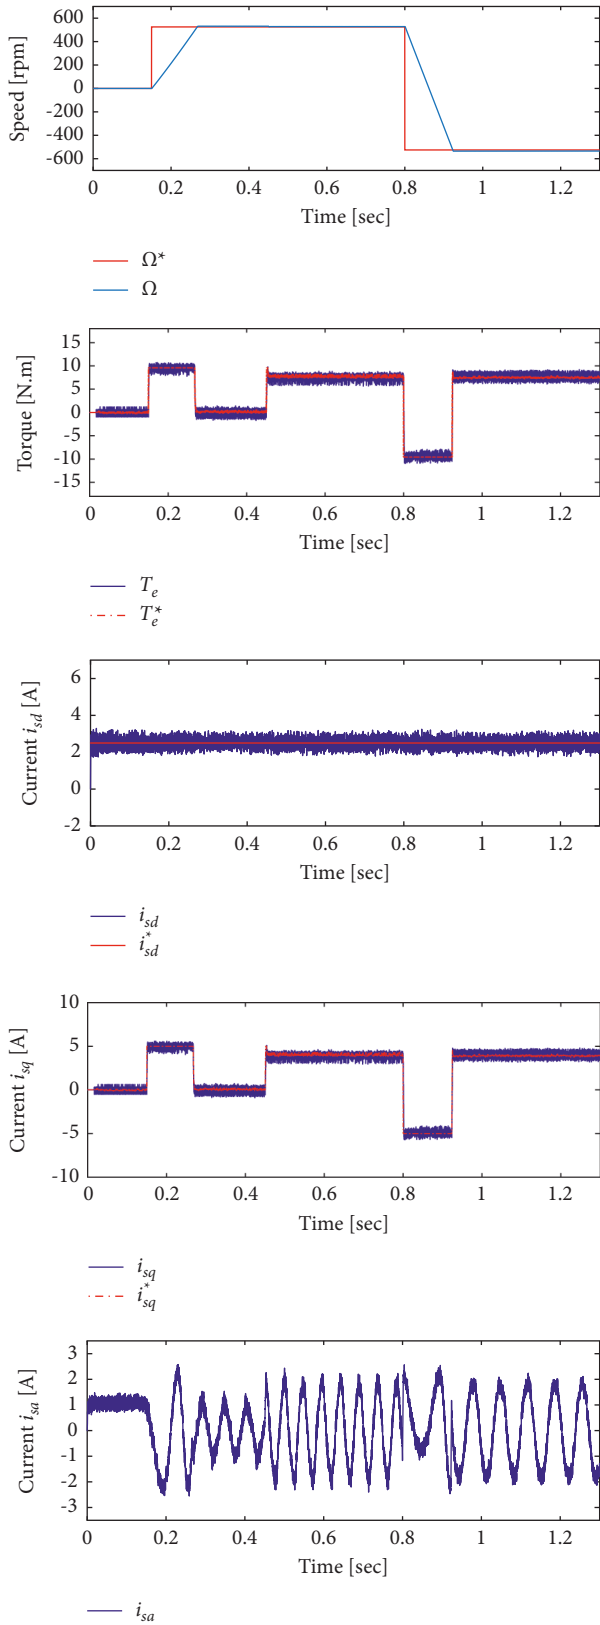 600
400
200
0
-200
-400
-600
Speed [rpm]
0 0.2 0.4 0.6 0.8 1 1.2
Time [sec]
Ω*
Ω
15
10
5
0
-5
-10
-15
Torque [N.m]
0 0.2 0.4 0.6 0.8 1 1.2
Time [sec]
Te
Te*
6
4
2
0
-2
Current isd [A]
0 0.2 0.4 0.6 0.8 1 1.2
Time [sec]
isd
isd*
10
5
0
-5
-10
Current isq [A]
0 0.2 0.4 0.6 0.8 1 1.2
Time [sec]
isq
isq*
3
2
1
0
-1
-2
-3
Current isa [A]
0 0.2 0.4 0.6 0.8 1 1.2
Time [sec]
isa